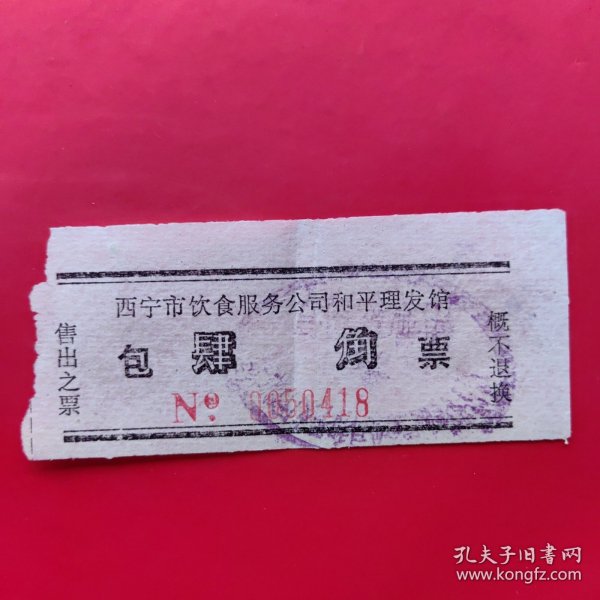 西宁市饮食服务公司和平理发馆
售出之票
包肆角票
概不退换
No. 0050418
孔夫子旧书网
www.kongfz.com